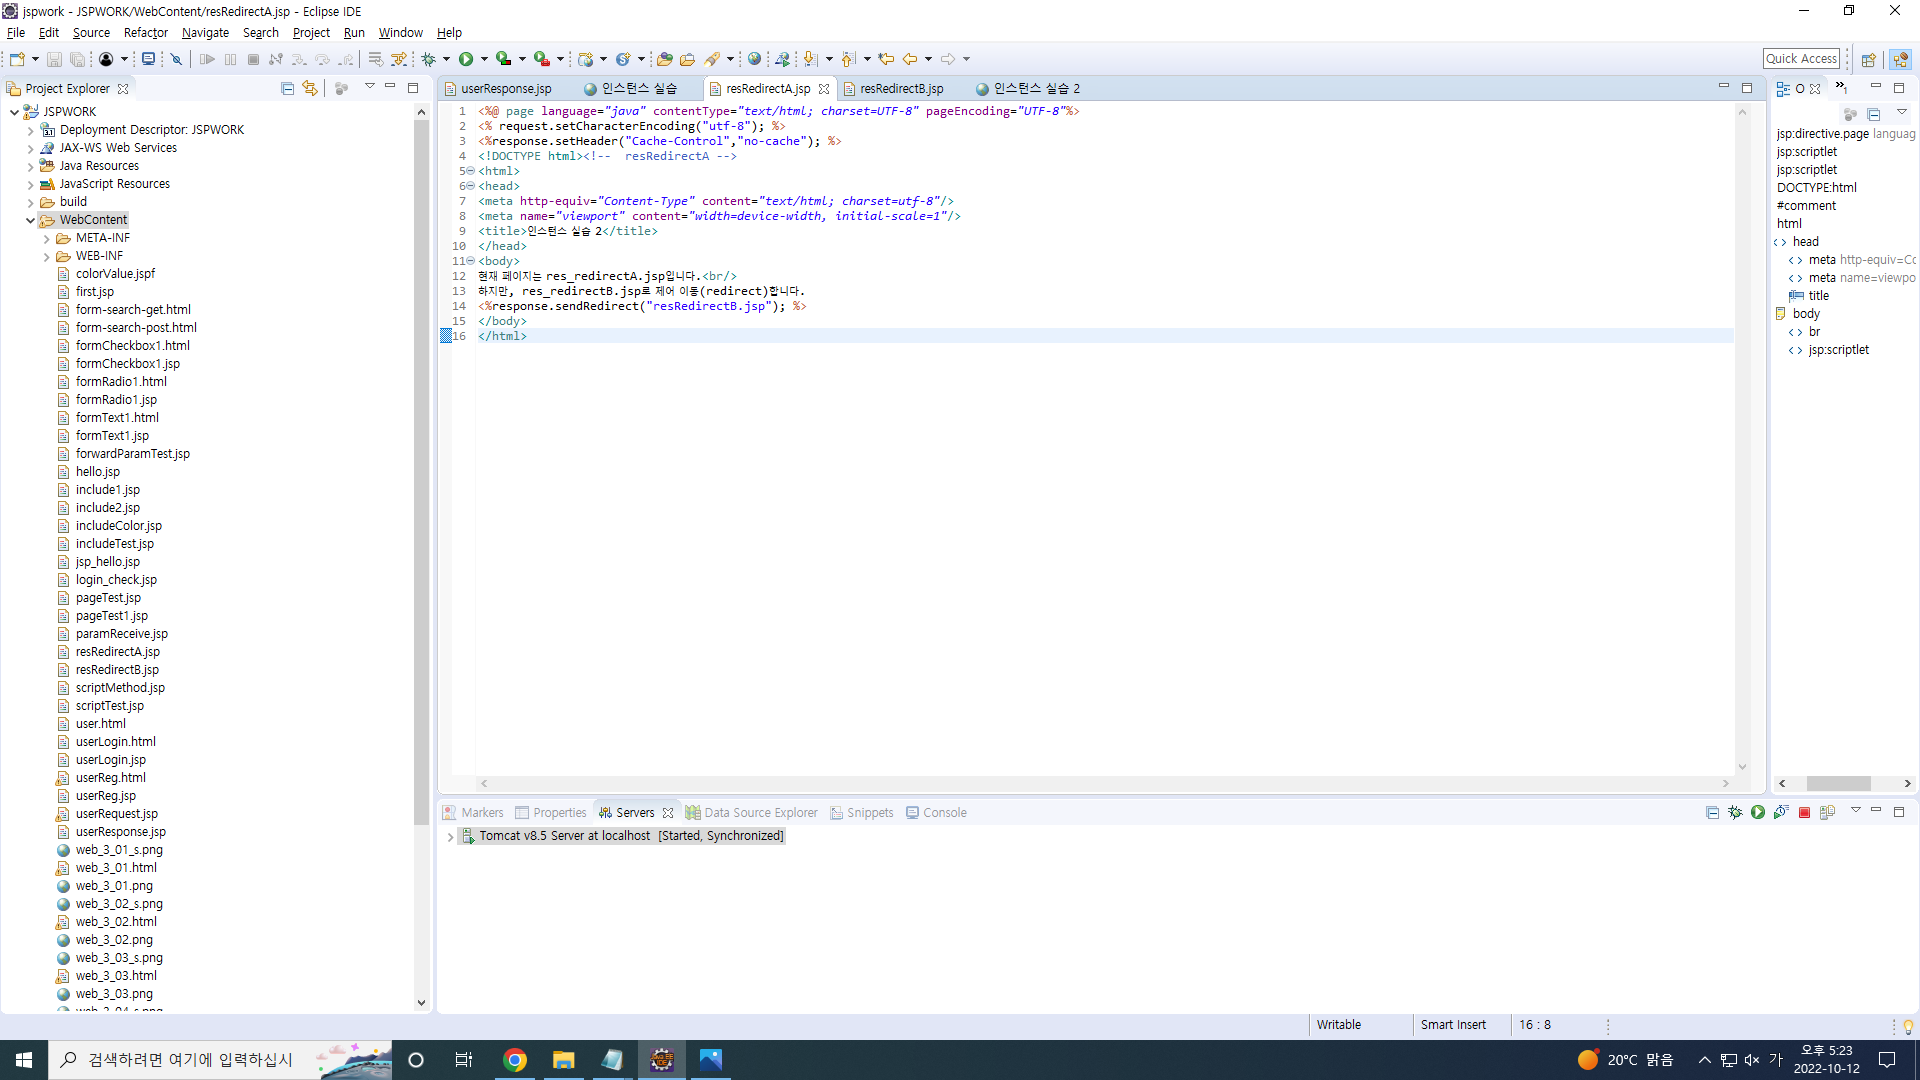 jspwork - JSPWORK/WebContent/resRedirectA.jsp - Eclipse IDE
File Edit Source Refactor Navigate Search Project Run Window Help
Quick Access
Project Explorer
JSPWORK
Deployment Descriptor: JSPWORK
JAX-WS Web Services
Java Resources
JavaScript Resources
build
WebContent
META-INF
WEB-INF
colorValue.jspf
first.jsp
form-search-get.html
form-search-post.html
formCheckbox1.html
formCheckbox1.jsp
formRadio1.html
formRadio1.jsp
formText1.html
formText1.jsp
forwardParamTest.jsp
hello.jsp
include1.jsp
include2.jsp
includeColor.jsp
includeTest.jsp
jsp_hello.jsp
login_check.jsp
pageTest.jsp
pageTest1.jsp
paramReceive.jsp
resRedirectA.jsp
resRedirectB.jsp
scriptMethod.jsp
scriptTest.jsp
user.html
userLogin.html
userLogin.jsp
userReg.html
userReg.jsp
userRequest.jsp
userResponse.jsp
web_3_01_s.png
web_3_01.html
web_3_01.png
web_3_02_s.png
web_3_02.html
web_3_02.png
web_3_03_s.png
web_3_03.html
web_3_03.png
userResponse.jsp 인스턴스 실습 resRedirectA.jsp resRedirectB.jsp 인스턴스 실습 2
1 <%@ page language="java" contentType="text/html; charset=UTF-8" pageEncoding="UTF-8"%>
2 <% request.setCharacterEncoding("utf-8"); %>
3 <%response.setHeader("Cache-Control","no-cache"); %>
4 <!DOCTYPE html><!--  resRedirectA -->
5 <html>
6 <head>
7 <meta http-equiv="Content-Type" content="text/html; charset=utf-8"/>
8 <meta name="viewport" content="width=device-width, initial-scale=1"/>
9 <title>인스턴스 실습 2</title>
10 </head>
11 <body>
12 현재 페이지는 res_redirectA.jsp입니다.<br/>
13 하지만, res_redirectB.jsp로 제어 이동(redirect)합니다.
14 <%response.sendRedirect("resRedirectB.jsp"); %>
15 </body>
16 </html>
O
jsp:directive.page languag
jsp:scriptlet
jsp:scriptlet
DOCTYPE:html
#comment
html
head
meta http-equiv=Co
meta name=viewpo
title
body
br
jsp:scriptlet
Markers Properties Servers Data Source Explorer Snippets Console
Tomcat v8.5 Server at localhost [Started, Synchronized]
Writable Smart Insert 16 : 8
검색하려면 여기에 입력하십시
20°C 맑음 가
오후 5:23
2022-10-12